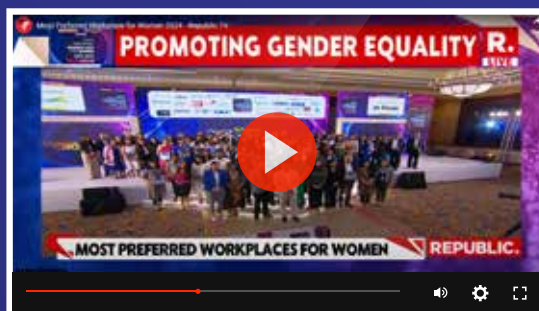 Most Preferred Workplace for Women 2024 - Republic TV
PROMOTING GENDER EQUALITY
R.
LIVE
MOST PREFERRED WORKPLACES FOR WOMEN
REPUBLIC.